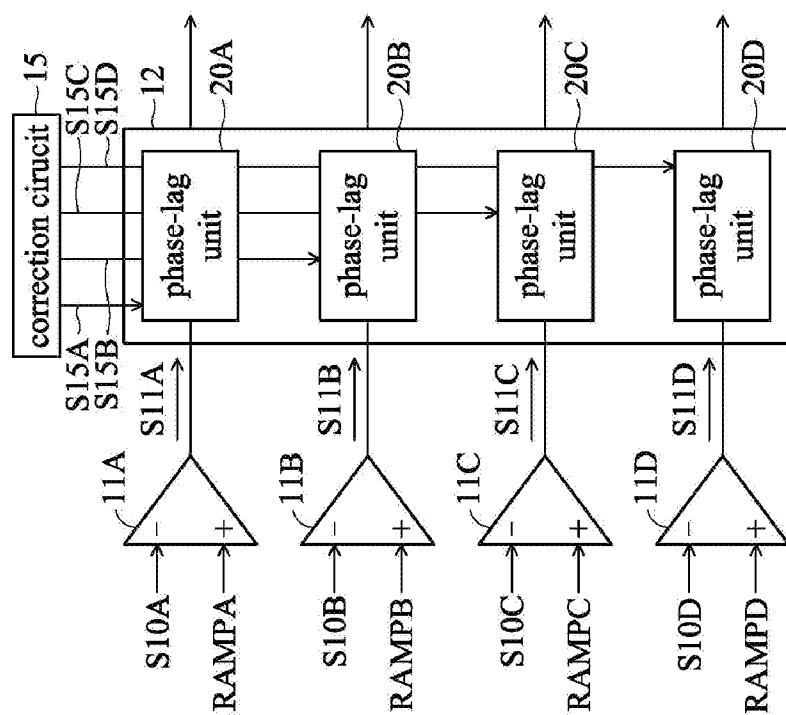 correction cirucit
15
S15A
S15B
S15C
S15D
12
S10A
RAMPA
11A
-
+
S11A
phase-lag
unit
20A
S10B
RAMPB
11B
-
+
S11B
phase-lag
unit
20B
S10C
RAMPC
11C
-
+
S11C
phase-lag
unit
20C
S10D
RAMPD
11D
-
+
S11D
phase-lag
unit
20D